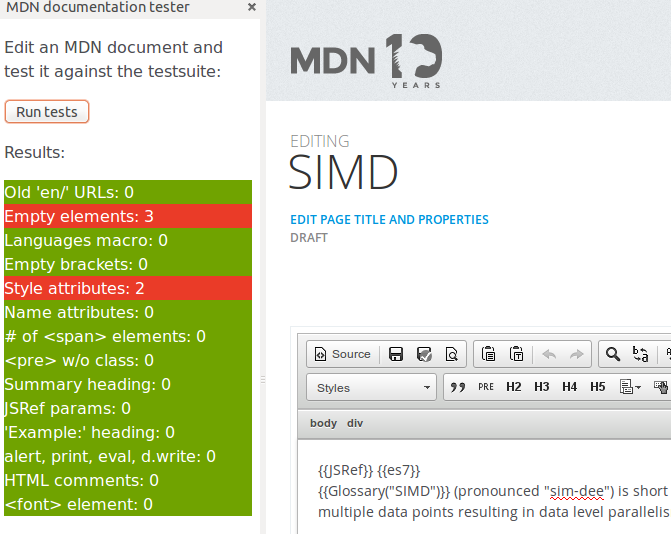 MDN documentation tester ×
Edit an MDN document and
test it against the testsuite:
Run tests
Results:
Old 'en/' URLs: 0
Empty elements: 3
Languages macro: 0
Empty brackets: 0
Style attributes: 2
Name attributes: 0
# of <span> elements: 0
<pre> w/o class: 0
Summary heading: 0
JSRef params: 0
'Example:' heading: 0
alert, print, eval, d.write: 0
HTML comments: 0
<font> element: 0
MDN 10
YEARS
EDITING
SIMD
EDIT PAGE TITLE AND PROPERTIES
DRAFT
Source
Styles
PRE H2 H3 H4 H5
body div
{{JSRef}} {{es7}}
{{Glossary("SIMD")}} (pronounced "sim-dee") is short
multiple data points resulting in data level parallelis